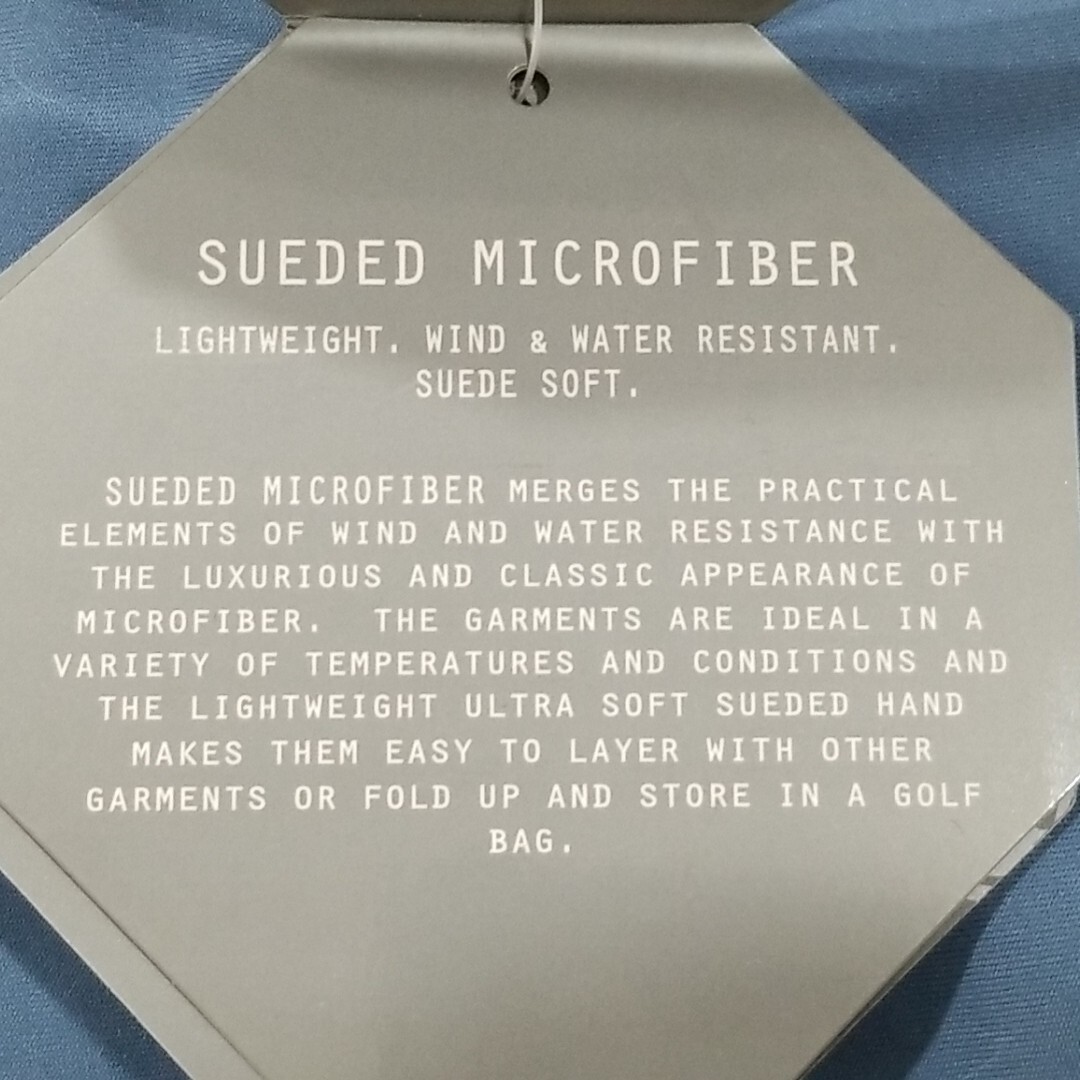 SUEDED MICROFIBER
LIGHTWEIGHT. WIND & WATER RESISTANT.
SUEDE SOFT.
SUEDED MICROFIBER MERGES THE PRACTICAL
ELEMENTS OF WIND AND WATER RESISTANCE WITH
THE LUXURIOUS AND CLASSIC APPEARANCE OF
MICROFIBER. THE GARMENTS ARE IDEAL IN A
VARIETY OF TEMPERATURES AND CONDITIONS AND
THE LIGHTWEIGHT ULTRA SOFT SUEDED HAND
MAKES THEM EASY TO LAYER WITH OTHER
GARMENTS OR FOLD UP AND STORE IN A GOLF
BAG.